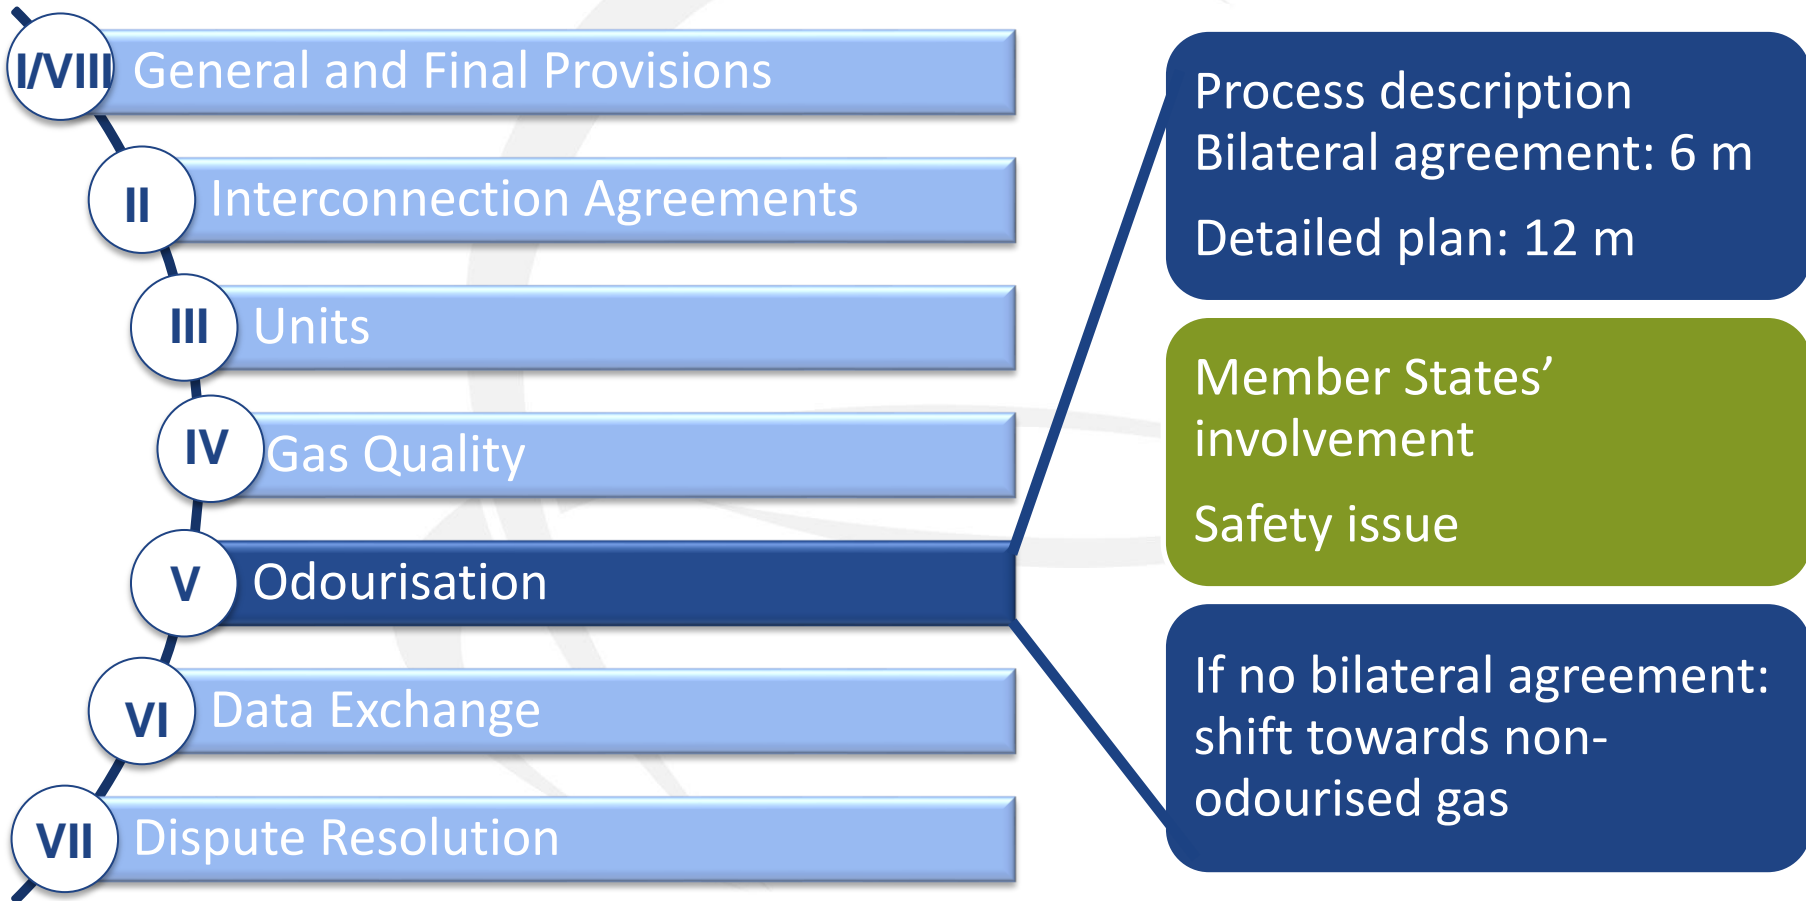 I/VIII General and Final Provisions
II Interconnection Agreements
III Units
IV Gas Quality
V Odourisation
VI Data Exchange
VII Dispute Resolution
Process description
Bilateral agreement: 6 m
Detailed plan: 12 m
Member States’
involvement
Safety issue
If no bilateral agreement:
shift towards non-
odourised gas